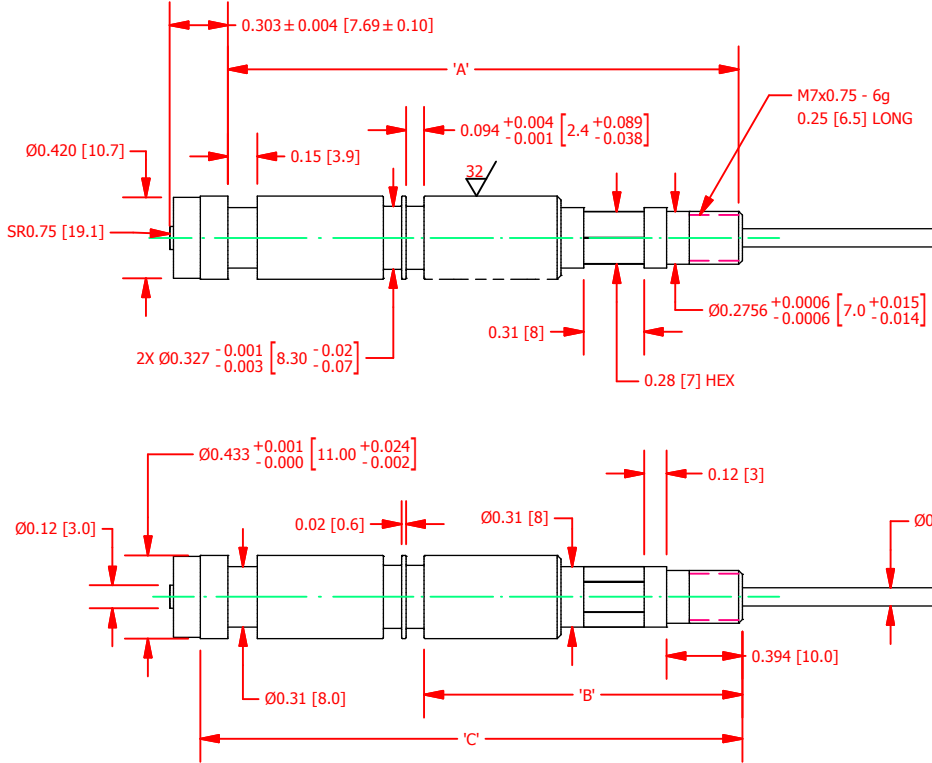 0.303 ± 0.004 [7.69 ± 0.10]
'A'
M7x0.75 - 6g
0.25 [6.5] LONG
0.094 +0.004 -0.001 [2.4 +0.089 -0.038]
Ø0.420 [10.7]
0.15 [3.9]
32
SR0.75 [19.1]
Ø0.2756 +0.0006 -0.0006 [7.0 +0.015 -0.014]
0.31 [8]
2X Ø0.327 -0.001 -0.003 [8.30 -0.02 -0.07]
0.28 [7] HEX
Ø0.433 +0.001 -0.000 [11.00 +0.024 -0.002]
0.12 [3]
Ø0.12 [3.0]
0.02 [0.6]
Ø0.31 [8]
Ø0
0.394 [10.0]
Ø0.31 [8.0]
'B'
'C'